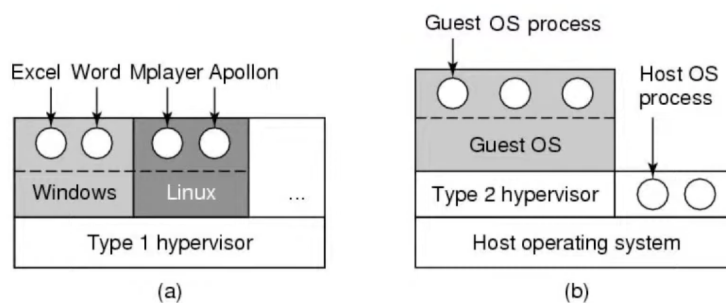 Excel Word Mplayer Apollon
Windows
Linux
...
Type 1 hypervisor
(a)
Guest OS process
Host OS
process
Guest OS
Type 2 hypervisor
Host operating system
(b)